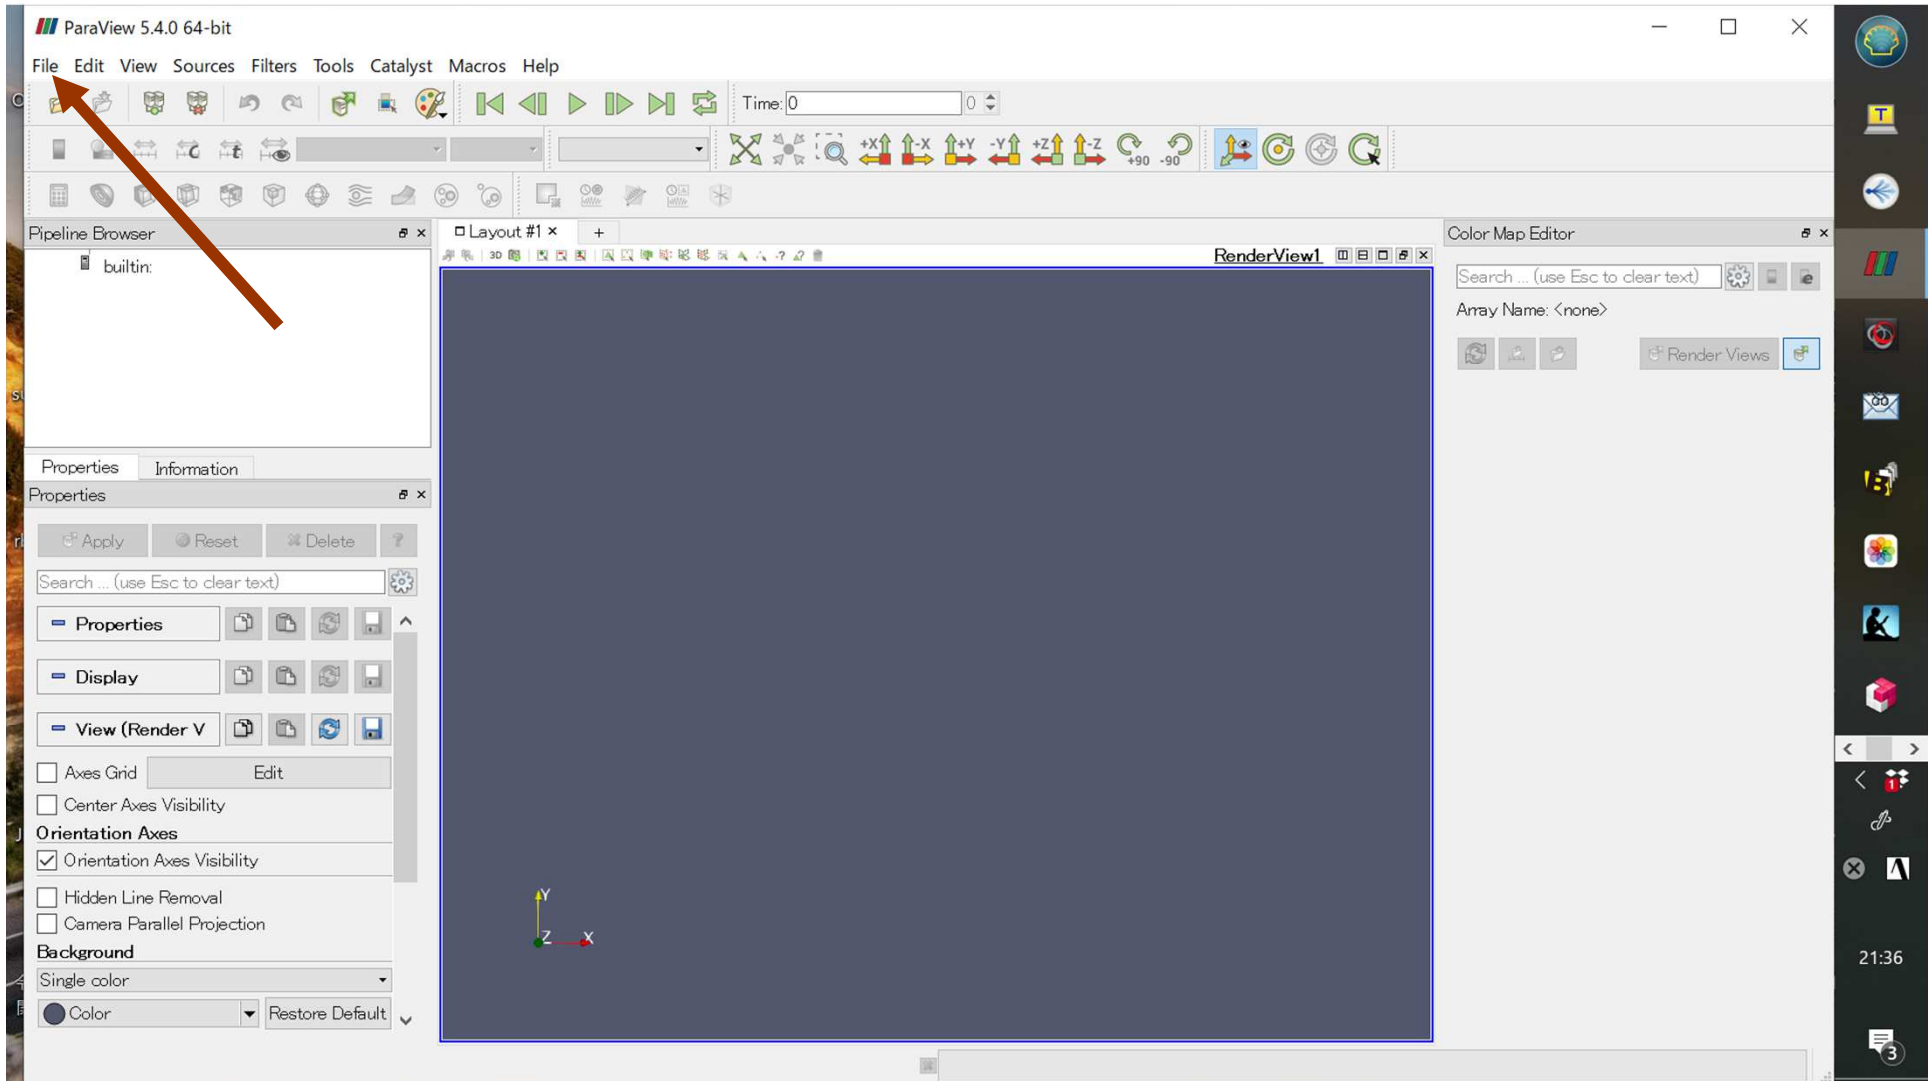 ParaView 5.4.0 64-bit
File Edit View Sources Filters Tools Catalyst Macros Help
Time: 0 0
+X -X +Y -Y +Z -Z +90 -90
Pipeline Browser
Layout #1 × +
Color Map Editor
builtin:
3D
RenderView1
Search ... (use Esc to clear text)
Array Name: <none>
Render Views
Properties Information
Properties
Apply Reset Delete ?
Search ... (use Esc to clear text)
Properties
Display
View (Render V
Axes Grid Edit
Center Axes Visibility
Orientation Axes
Orientation Axes Visibility
Hidden Line Removal
Camera Parallel Projection
Background
Single color
Color Restore Default
Y
Z X
1
21:36
3